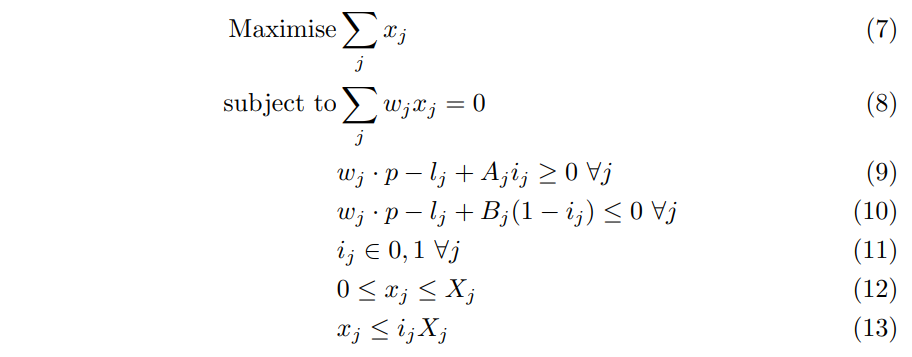 Maximise ∑_j x_j (7)
subject to ∑_j w_j x_j = 0 (8)
w_j · p − l_j + A_j i_j ≥ 0 ∀j (9)
w_j · p − l_j + B_j(1 − i_j) ≤ 0 ∀j (10)
i_j ∈ 0, 1 ∀j (11)
0 ≤ x_j ≤ X_j (12)
x_j ≤ i_j X_j (13)